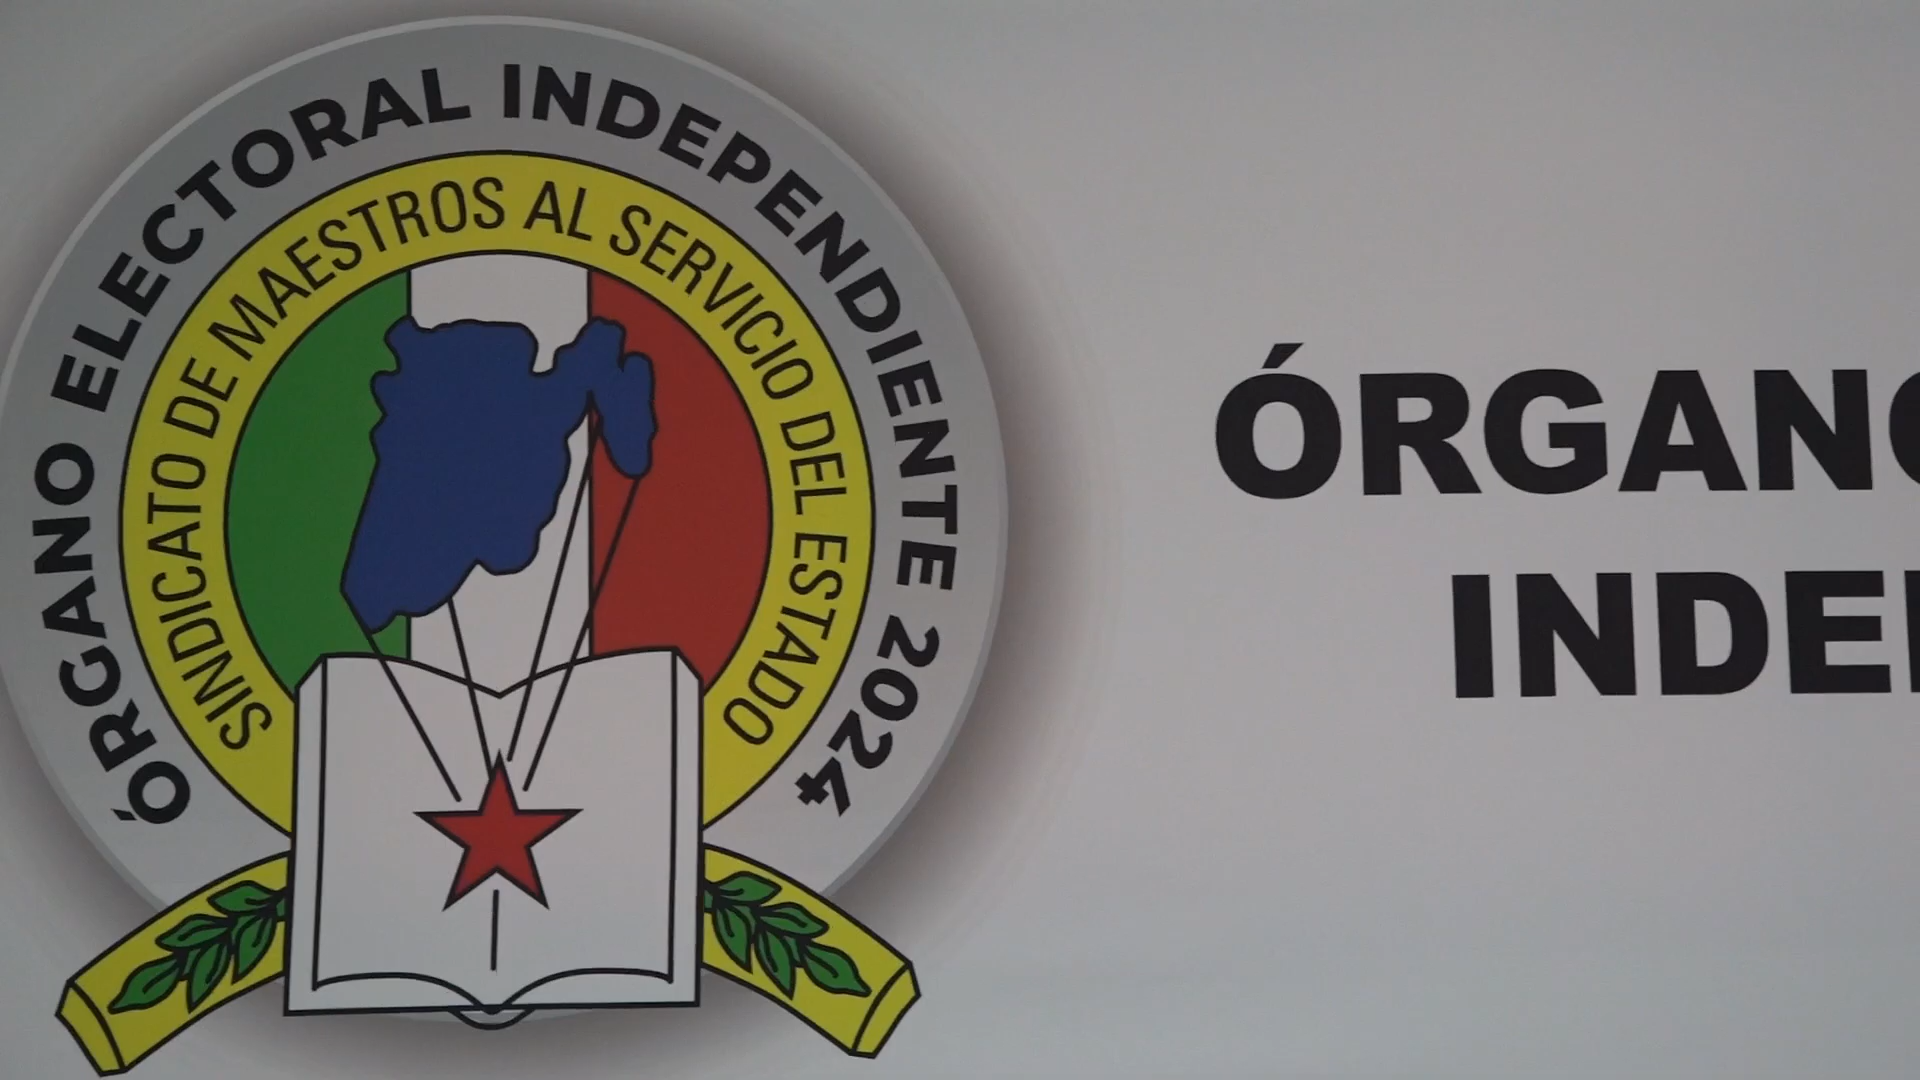 ÓRGANO ELECTORAL INDEPENDIENTE 2024
SINDICATO DE MAESTROS AL SERVICIO DEL ESTADO
ÓRGANO
INDE